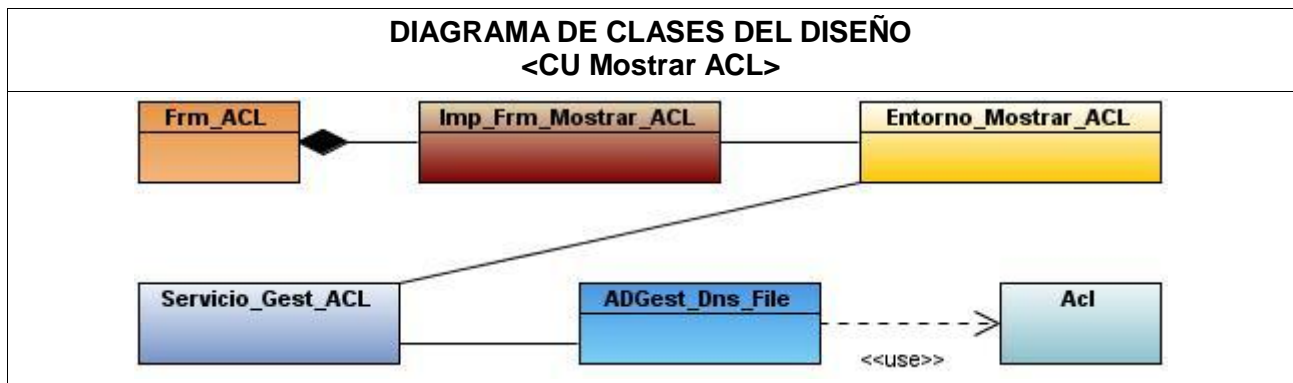 DIAGRAMA DE CLASES DEL DISEÑO
<CU Mostrar ACL>
Frm_ACL
Imp_Frm_Mostrar_ACL
Entorno_Mostrar_ACL
Servicio_Gest_ACL
ADGest_Dns_File
Acl
<<use>>